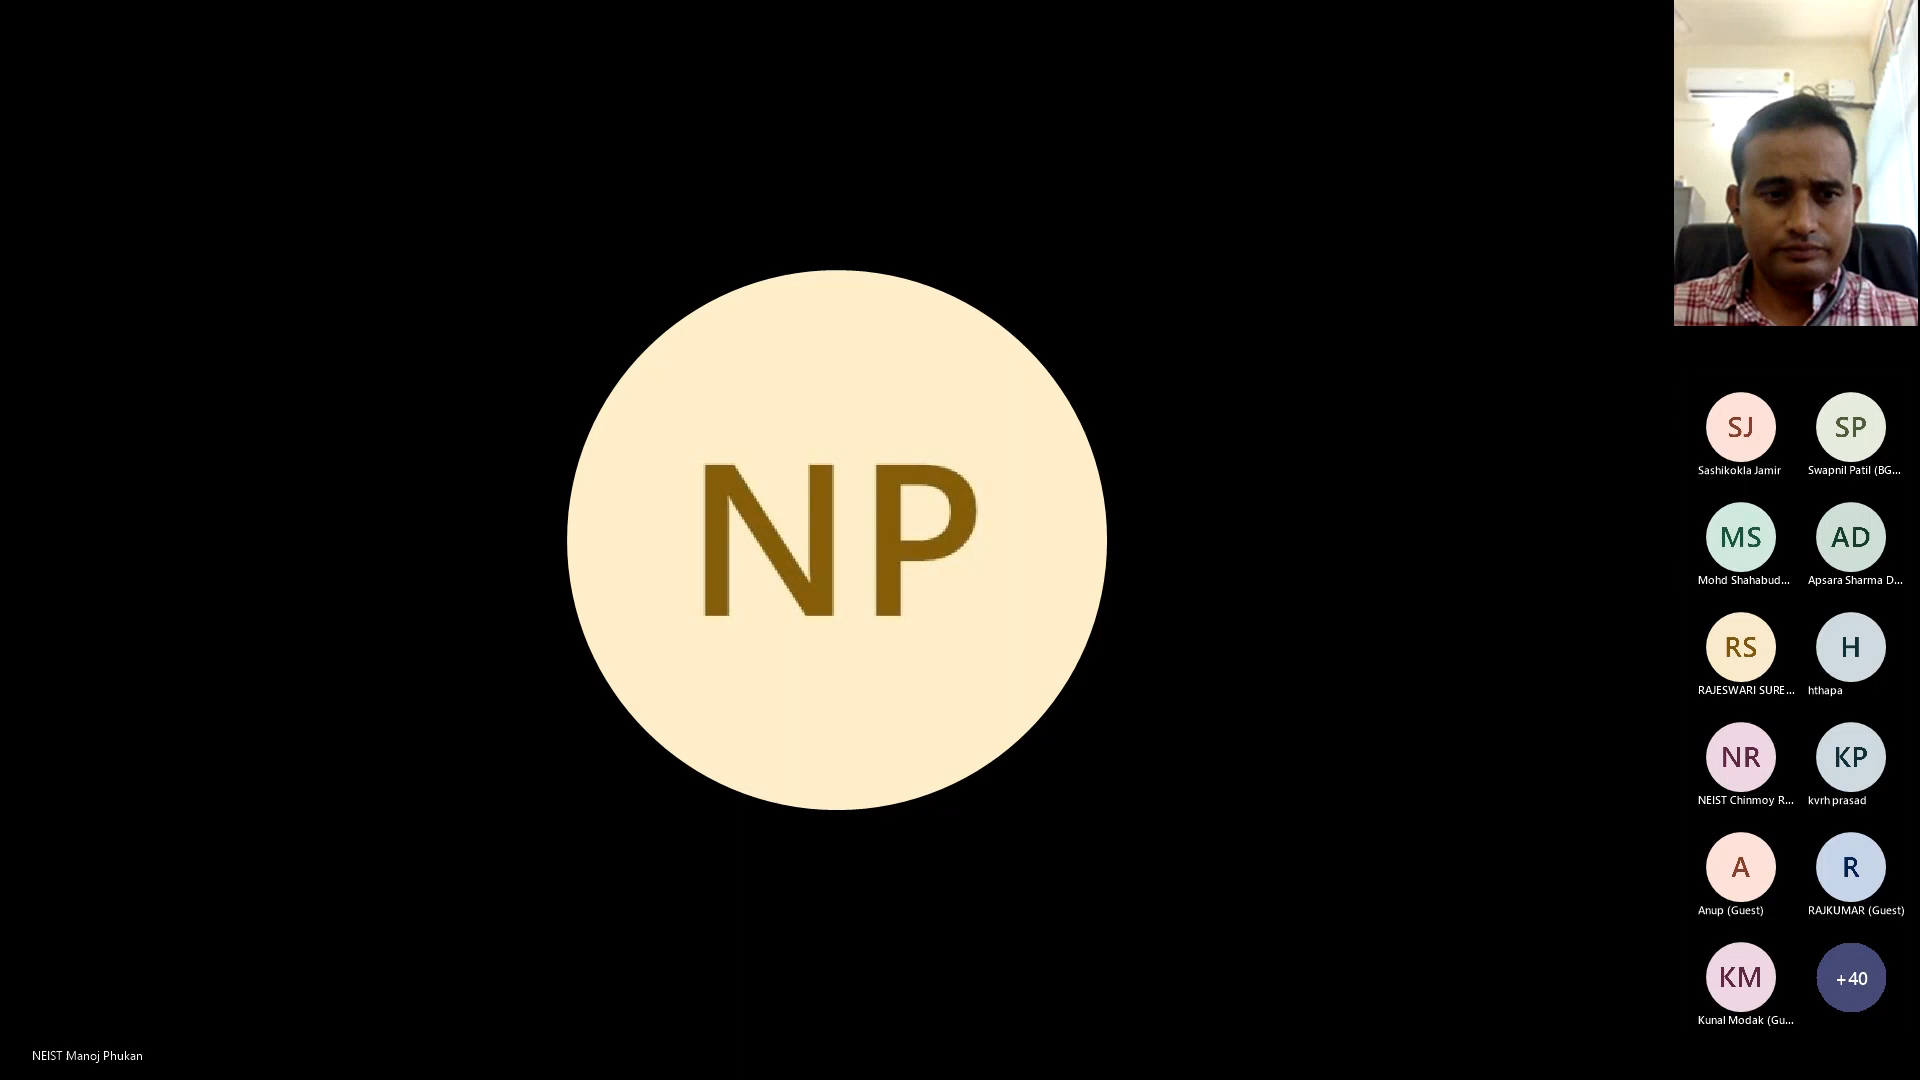 NP
SJ
SP
Sashikokla Jamir
Swapnil Patil (BG...
MS
AD
Mohd Shahabud...
Apsara Sharma D...
RS
H
RAJESWARI SURE...
hthapa
NR
KP
NEIST Chinmoy R...
kvrh prasad
A
R
Anup (Guest)
RAJKUMAR (Guest)
KM
+40
Kunal Modak (Gu...
NEIST Manoj Phukan